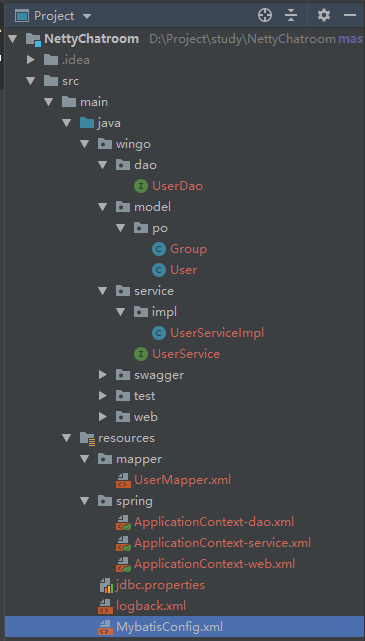 Project
NettyChatroom D:\Project\study\NettyChatroom mas
.idea
src
main
java
wingo
dao
UserDao
model
po
Group
User
service
impl
UserServiceImpl
UserService
swagger
test
web
resources
mapper
UserMapper.xml
spring
ApplicationContext-dao.xml
ApplicationContext-service.xml
ApplicationContext-web.xml
jdbc.properties
logback.xml
MybatisConfig.xml